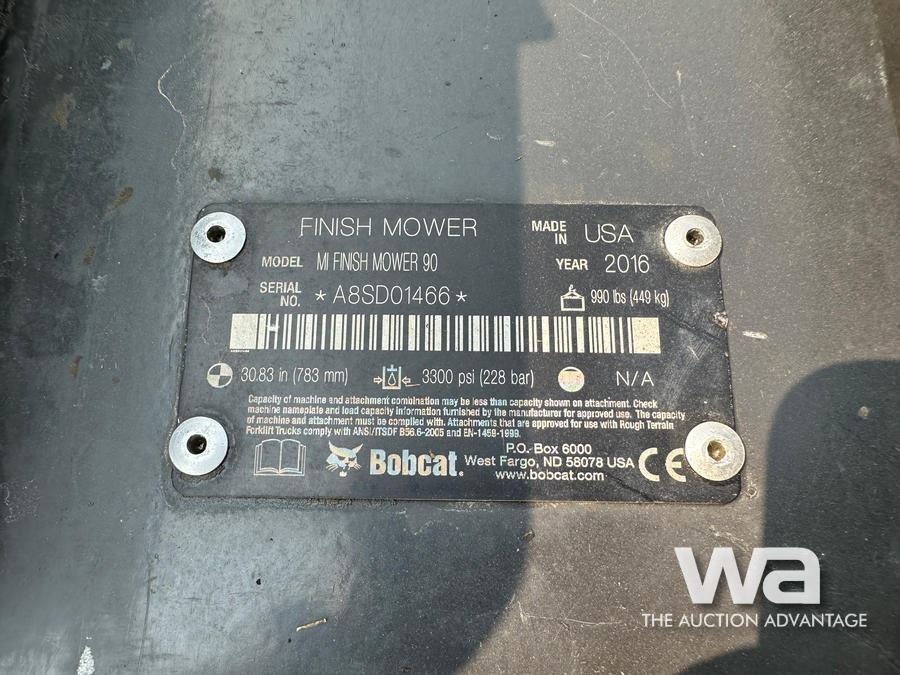 FINISH MOWER
MADE IN USA
MODEL MI FINISH MOWER 90
YEAR 2016
SERIAL NO. *A8SD01466*
990 lbs (449 kg)
30.83 in (783 mm)
3300 psi (228 bar)
N/A
Capacity of machine and attachment combination may be less than capacity shown on attachment. Check
machine nameplate and load capacity information furnished by the manufacturer for approved use. The capacity
of machine and attachment must be complied with. Attachments that are approved for use with Rough Terrain
Forklift Trucks comply with ANSI/ITSDF B56.6-2005 and EN-1459-1999.
Bobcat.
P.O. Box 6000
West Fargo, ND 58078 USA
www.bobcat.com
CE
wa
THE AUCTION ADVANTAGE